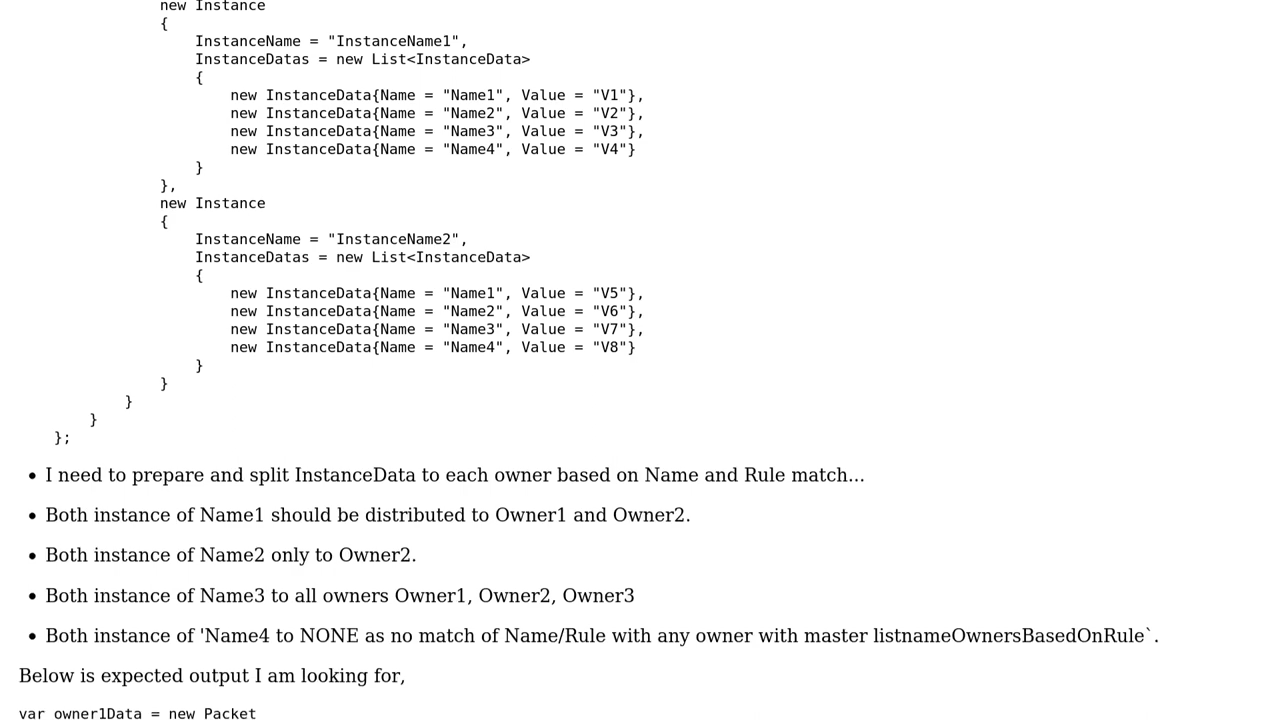 new Instance
{
InstanceName = "InstanceName1",
InstanceDatas = new List<InstanceData>
{
new InstanceData{Name = "Name1", Value = "V1"},
new InstanceData{Name = "Name2", Value = "V2"},
new InstanceData{Name = "Name3", Value = "V3"},
new InstanceData{Name = "Name4", Value = "V4"}
}
},
new Instance
{
InstanceName = "InstanceName2",
InstanceDatas = new List<InstanceData>
{
new InstanceData{Name = "Name1", Value = "V5"},
new InstanceData{Name = "Name2", Value = "V6"},
new InstanceData{Name = "Name3", Value = "V7"},
new InstanceData{Name = "Name4", Value = "V8"}
}
}
}
}
};
• I need to prepare and split InstanceData to each owner based on Name and Rule match...
• Both instance of Name1 should be distributed to Owner1 and Owner2.
• Both instance of Name2 only to Owner2.
• Both instance of Name3 to all owners Owner1, Owner2, Owner3
• Both instance of 'Name4 to NONE as no match of Name/Rule with any owner with master listnameOwnersBasedOnRule`.
Below is expected output I am looking for,
var owner1Data = new Packet